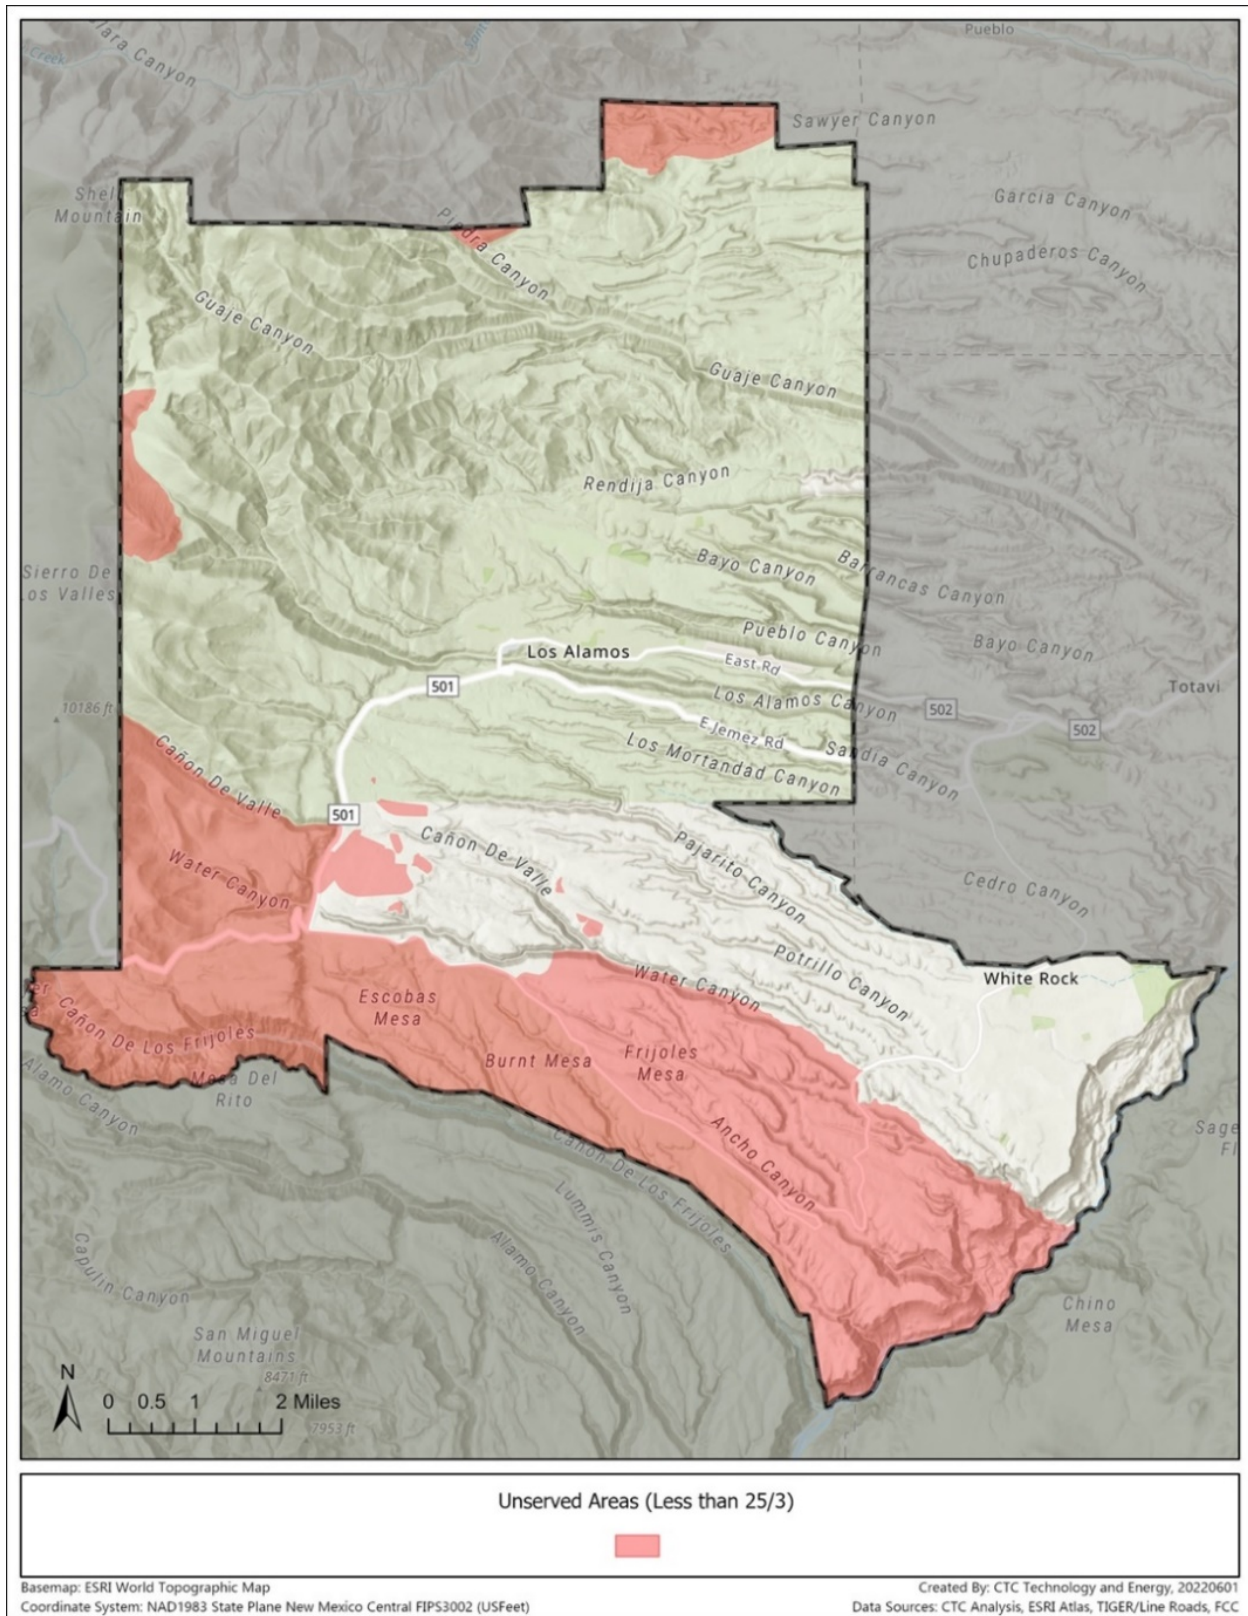 Pueblo
Creek
Clara Canyon
Sawyer Canyon
Shell
Mountain
Garcia Canyon
Piedra Canyon
Chupaderos Canyon
Guaje Canyon
Guaje Canyon
Rendija Canyon
Bayo Canyon
Barrancas Canyon
Sierro De
Los Valles
Pueblo Canyon
Bayo Canyon
Los Alamos
East Rd
Totavi
501
Los Alamos Canyon
502
502
10186 ft
E Jemez Rd
Sandia Canyon
Los Mortandad Canyon
Cañon De Valle
501
Cañon De Valle
Pajarito Canyon
Water Canyon
Cedro Canyon
Potrillo Canyon
White Rock
Water Canyon
Escobas
Mesa
Cañon De Los Frijoles
Burnt Mesa
Frijoles
Mesa
Mesa Del
Rito
Alamo Canyon
Ancho Canyon
Sage
Fl
Cañon De Los Frijoles
Lummis Canyon
Alamo Canyon
Capulin Canyon
Chino
Mesa
San Miguel
Mountains
8471 ft
N
0 0.5 1 2 Miles
7953 ft
Unserved Areas (Less than 25/3)
Basemap: ESRI World Topographic Map
Coordinate System: NAD1983 State Plane New Mexico Central FIPS3002 (USFeet)
Created By: CTC Technology and Energy, 20220601
Data Sources: CTC Analysis, ESRI Atlas, TIGER/Line Roads, FCC